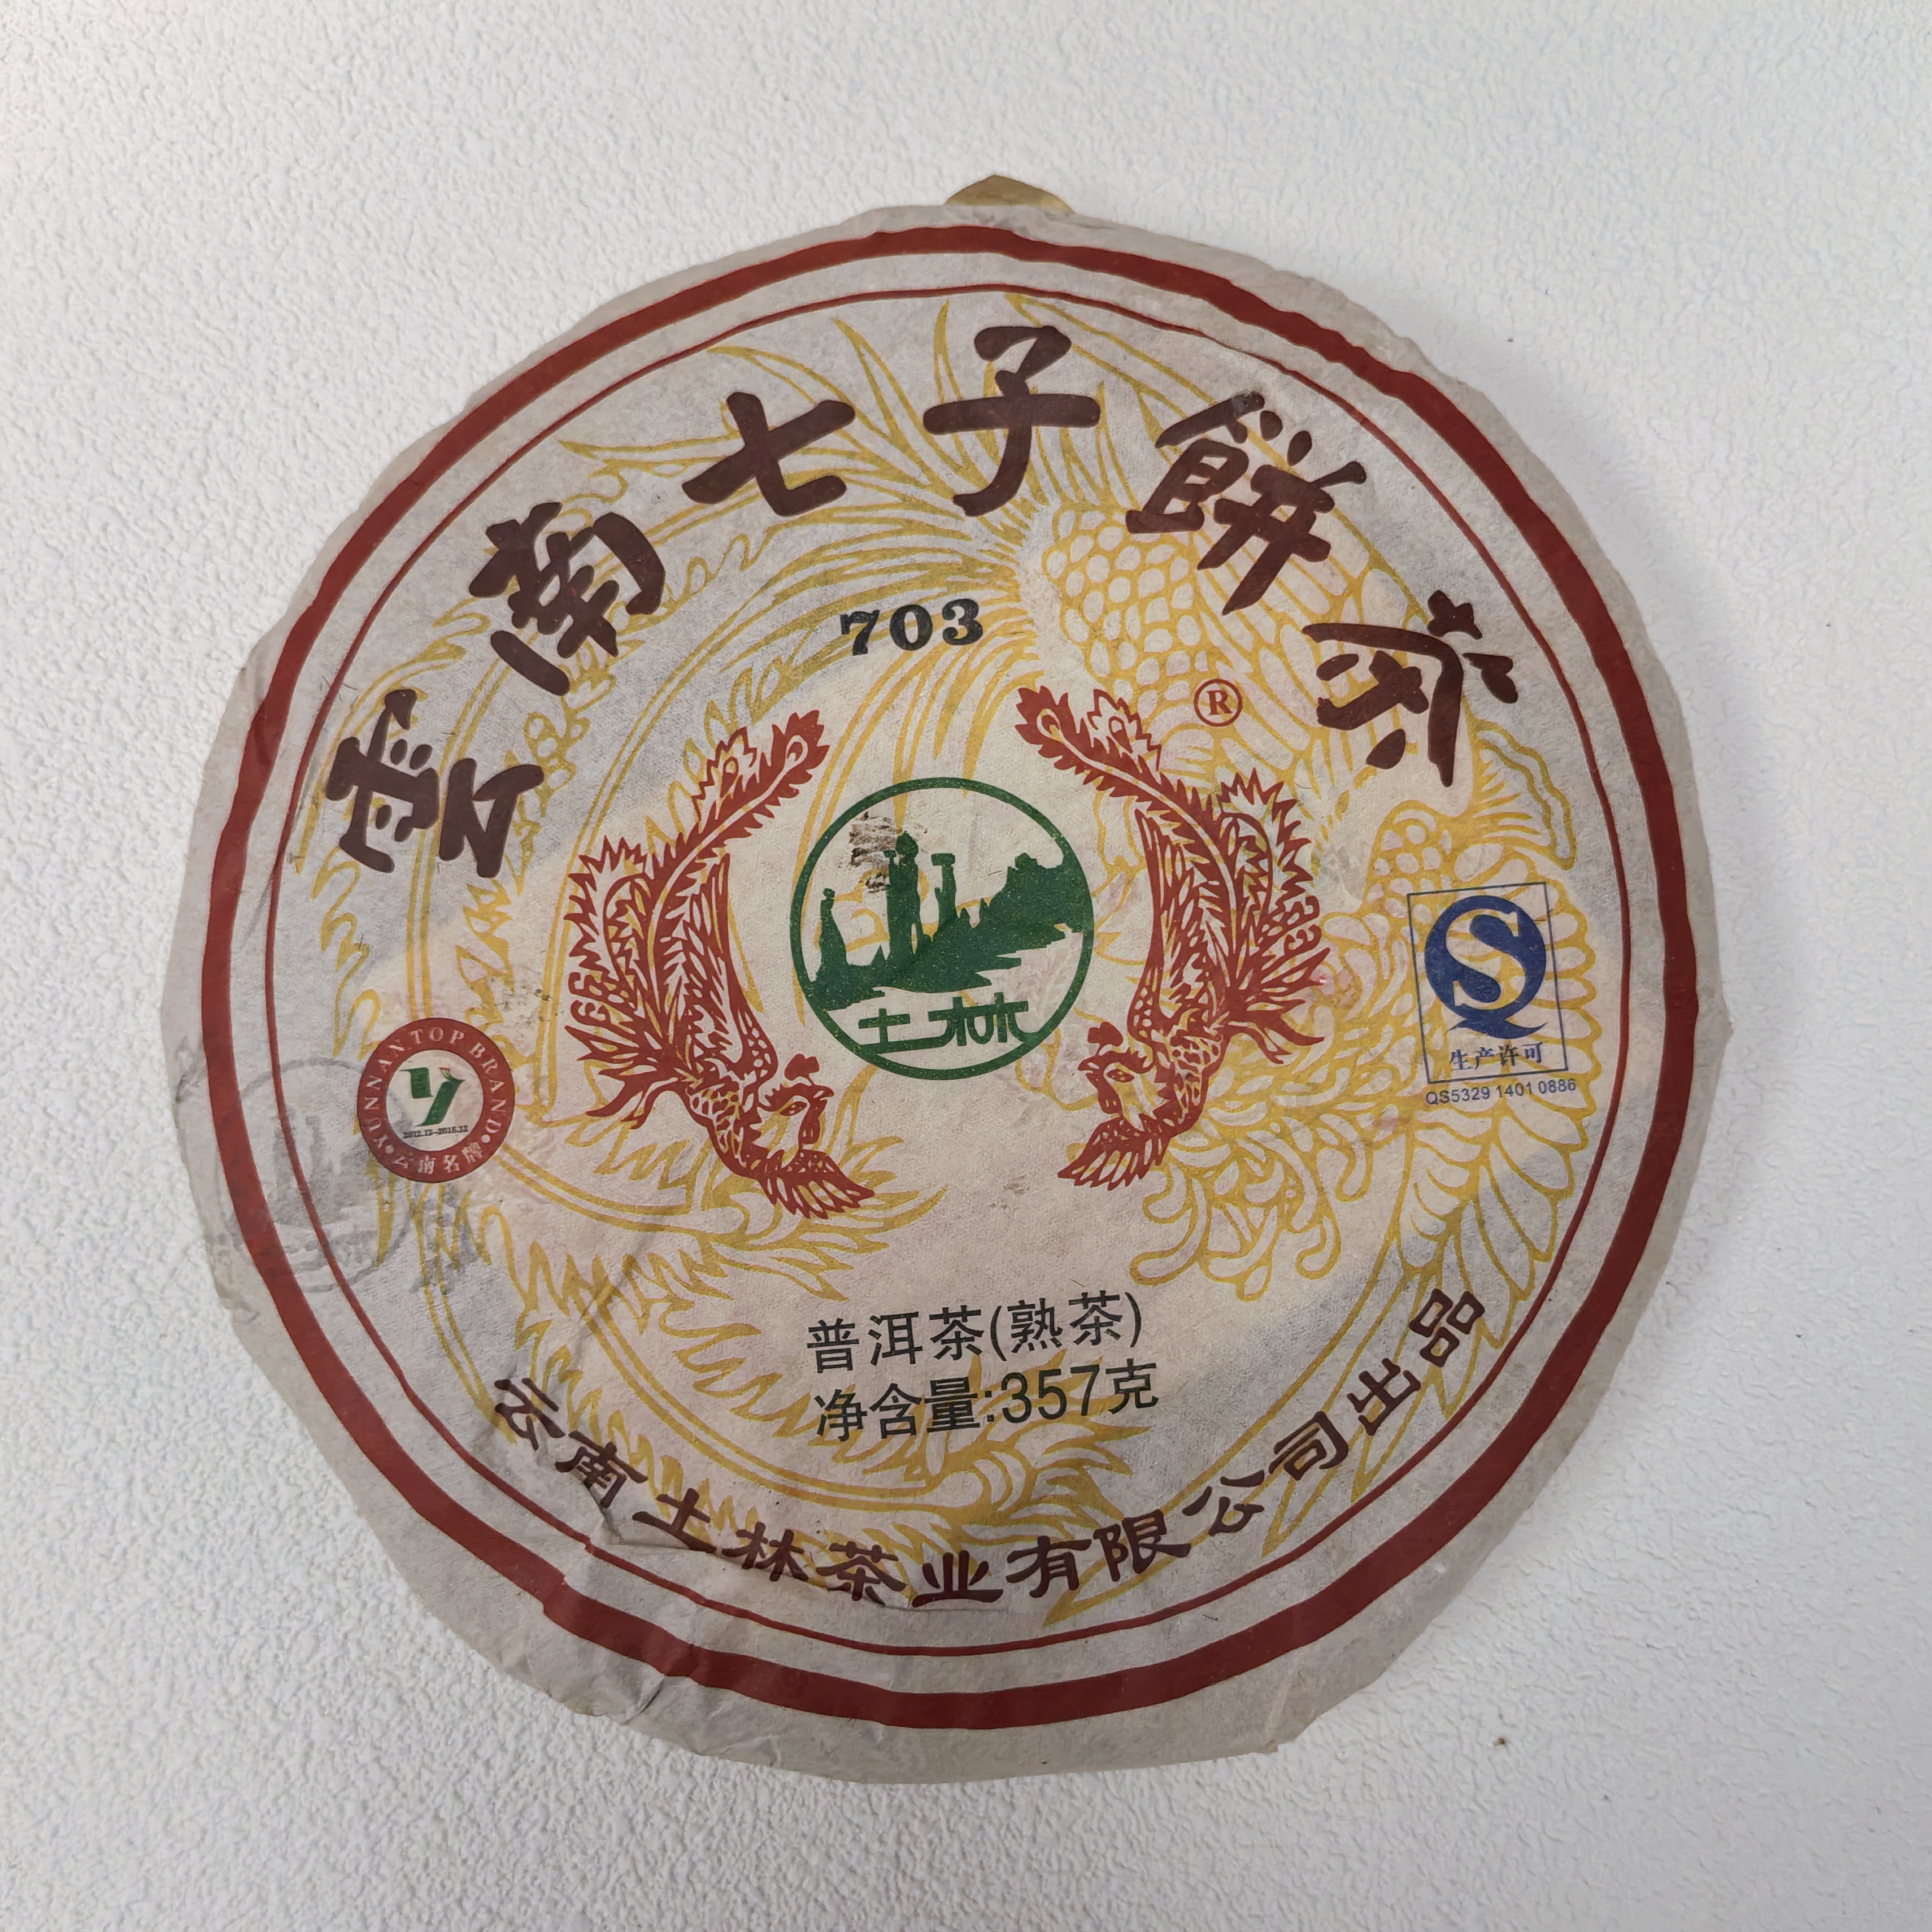 雲南七子餅茶
703
®
土林
YUNNAN TOP BRAND
2012.12-2015.12
云南名牌
S
生产许可
QS5329 1401 0886
普洱茶(熟茶)
净含量:357克
云南土林茶业有限公司出品